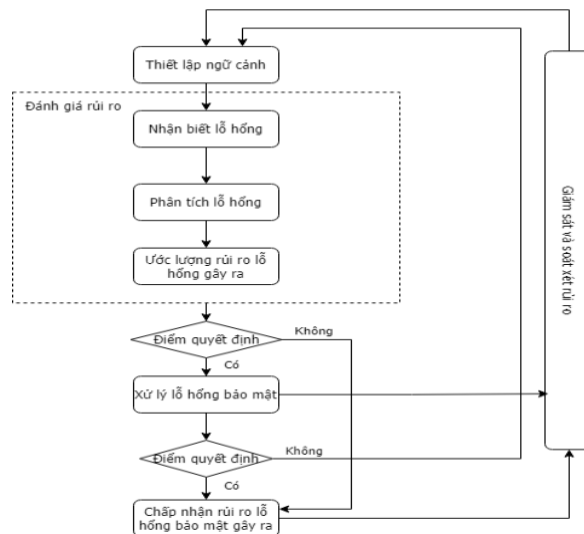 Thiết lập ngữ cảnh
Đánh giá rủi ro
Nhận biết lỗ hổng
Phân tích lỗ hổng
Ước lượng rủi ro lỗ
hổng gây ra
Điểm quyết định
Không
Có
Xử lý lỗ hổng bảo mật
Điểm quyết định
Không
Có
Chấp nhận rủi ro lỗ
hổng bảo mật gây ra
Giám sát và soát xét rủi ro